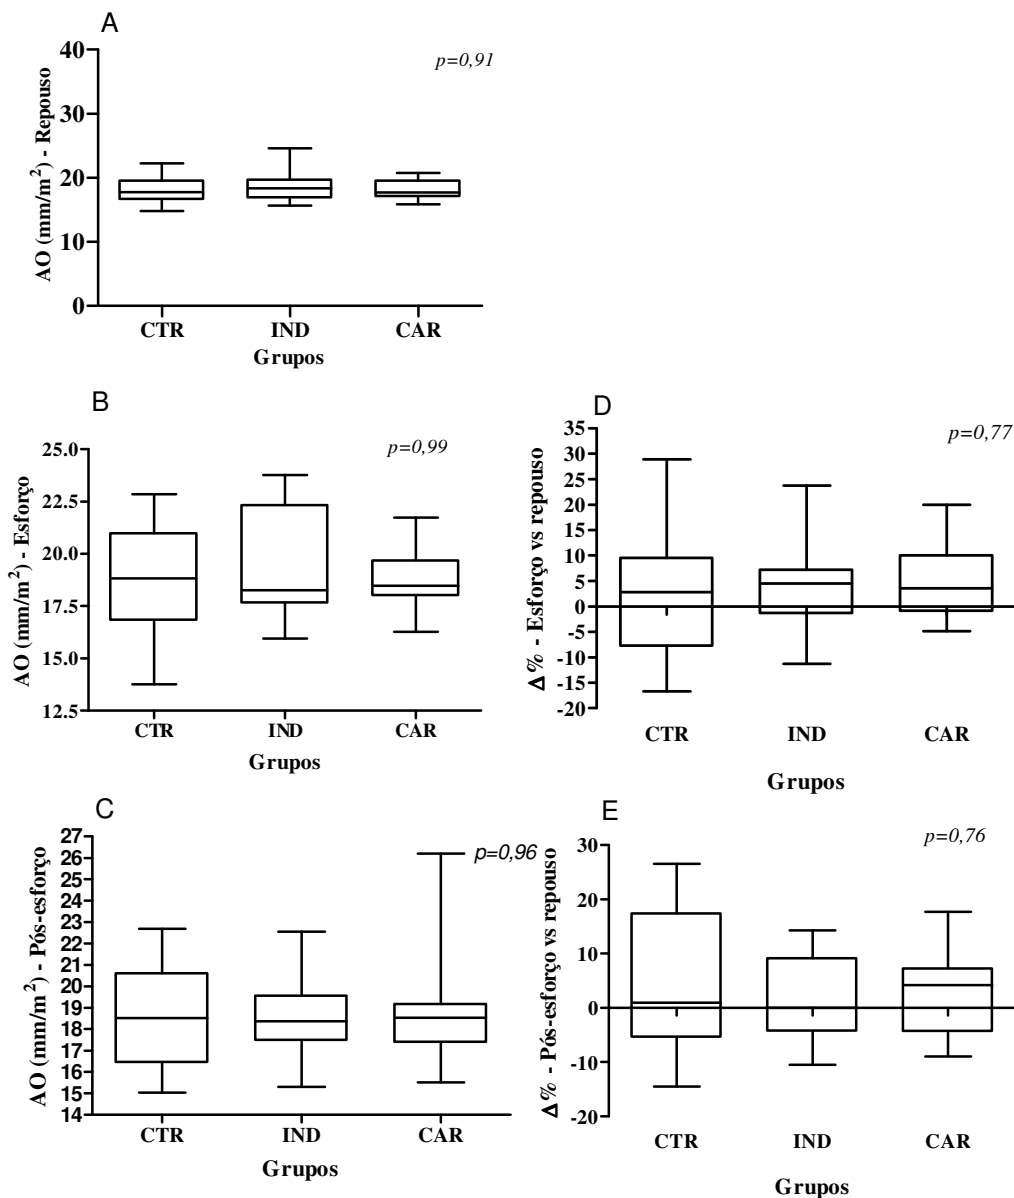 A
p=0,91
AO (mm/m²) - Repouso
40
30
20
10
0
CTR IND CAR
Grupos
B
p=0,99
AO (mm/m²) - Esforço
25.0
22.5
20.0
17.5
15.0
12.5
CTR IND CAR
Grupos
D
p=0,77
Δ% - Esforço vs repouso
35
30
25
20
15
10
5
0
-5
-10
-15
-20
CTR IND CAR
Grupos
C
p=0,96
AO (mm/m²) - Pós-esforço
27
26
25
24
23
22
21
20
19
18
17
16
15
14
CTR IND CAR
Grupos
E
p=0,76
Δ% - Pós-esforço vs repouso
30
20
10
0
-10
-20
CTR IND CAR
Grupos